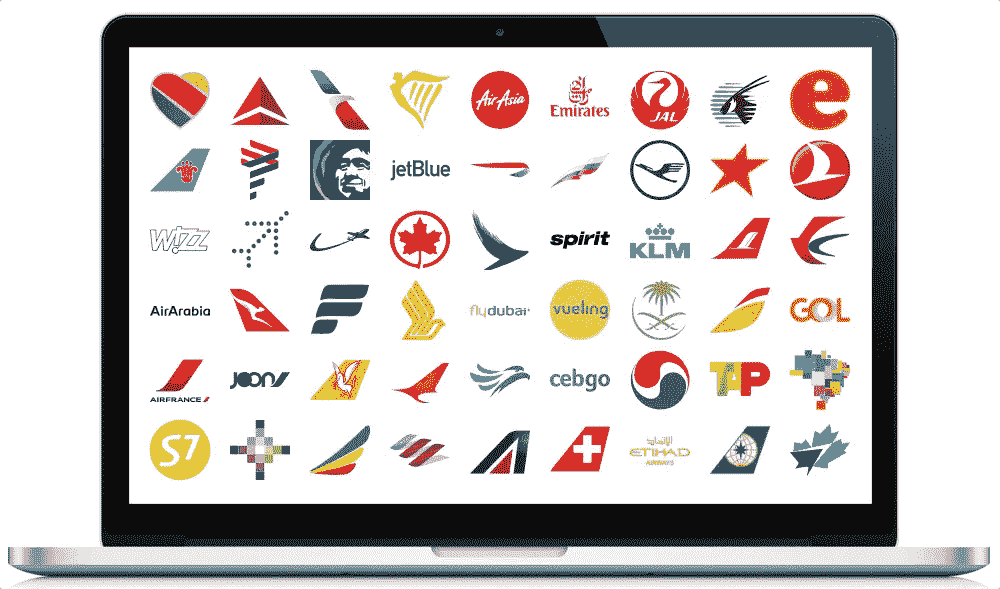 AirAsia
Emirates
JAL
e
jetBlue
WIZZ
spirit
KLM
AirArabia
flydubai
vueling
GOL
AIRFRANCE
JOON
cebgo
TAP
S7
ETIHAD
AIRWAYS